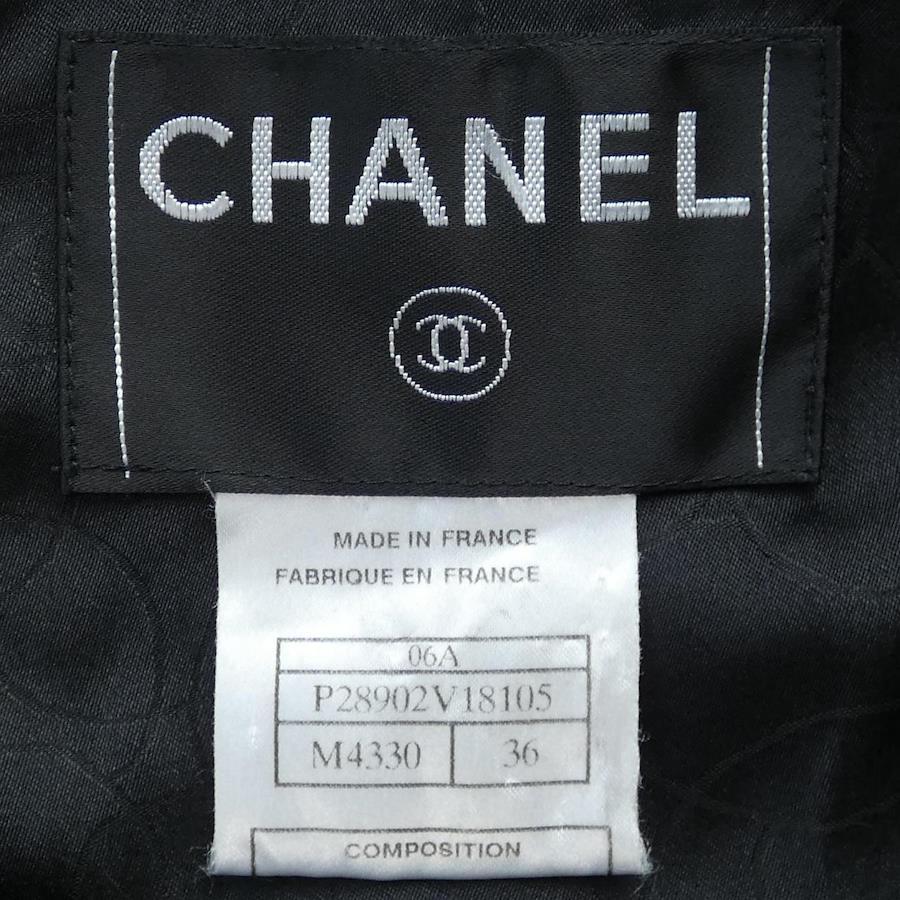 CHANEL
MADE IN FRANCE
FABRIQUE EN FRANCE
06A
P28902V18105
M4330 36
COMPOSITION